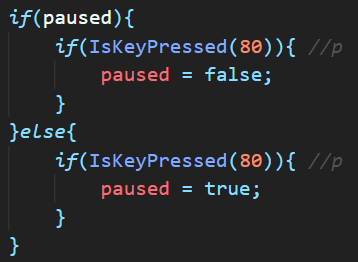 if(paused){
    if(IsKeyPressed(80)){ //p
        paused = false;
    }
}else{
    if(IsKeyPressed(80)){ //p
        paused = true;
    }
}